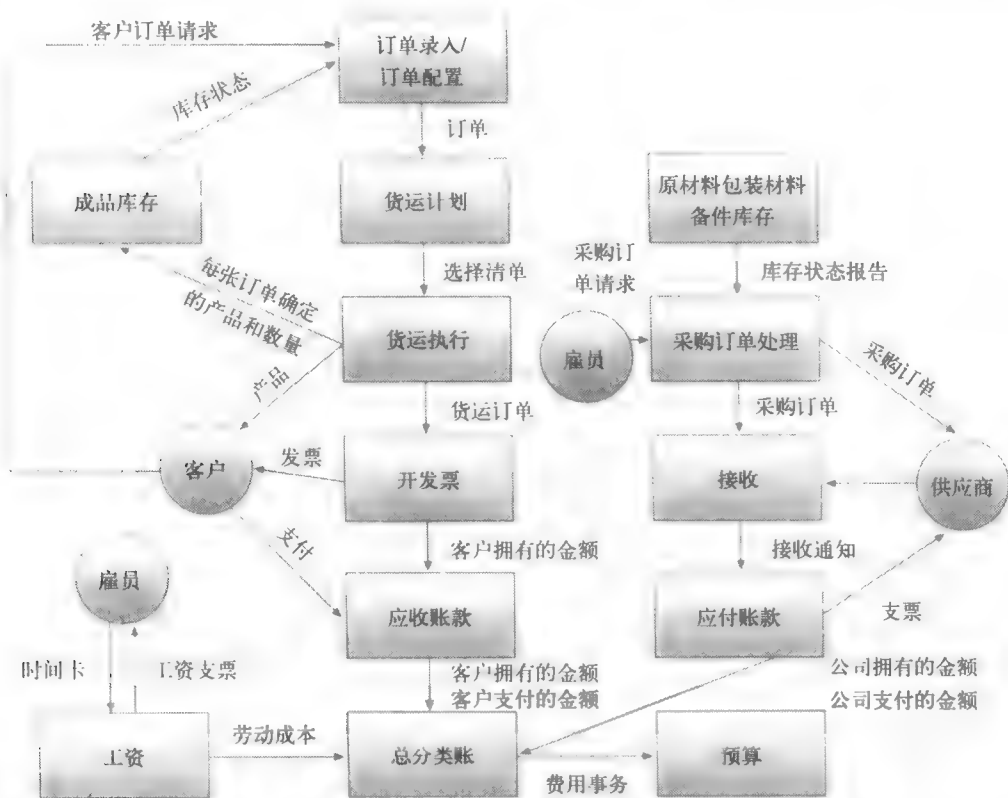 客户订单请求
订单录入/
订单配置
库存状态
订单
成品库存
货运计划
原材料包装材料
备件库存
选择清单
采购订
单请求
库存状态报告
每张订单确定
的产品和数量
货运执行
雇员
采购订单处理
采购订单
产品
货运订单
采购订单
客户
发票
开发票
接收
供应商
支付
客户拥有的金额
接收通知
雇员
应收账款
应付账款
支票
时间卡
工资支票
客户拥有的金额
客户支付的金额
公司拥有的金额
公司支付的金额
工资
劳动成本
总分类账
费用事务
预算